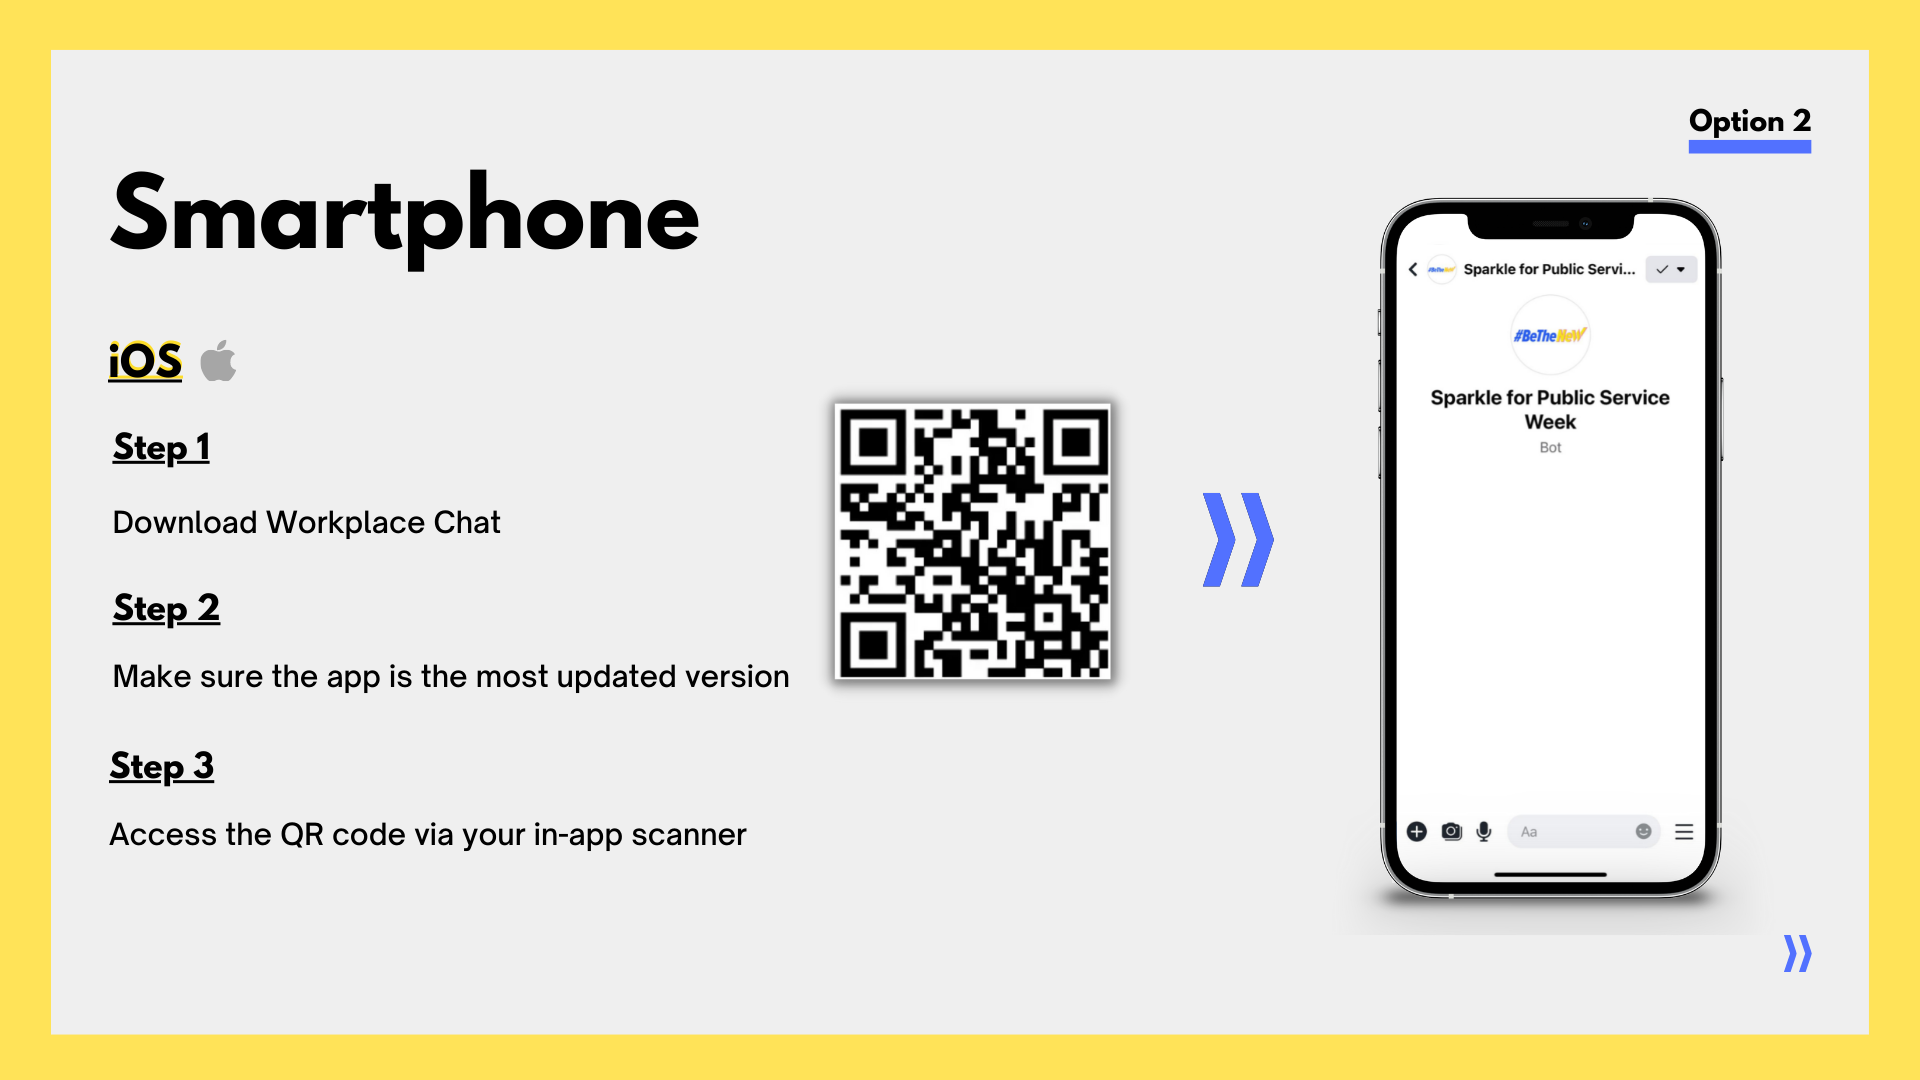 Option 2
Smartphone
iOS
Step 1
Download Workplace Chat
Step 2
Make sure the app is the most updated version
Step 3
Access the QR code via your in-app scanner
#BeTheNeW
Sparkle for Public Servi...
#BeTheNeW
Sparkle for Public Service
Week
Bot
Aa